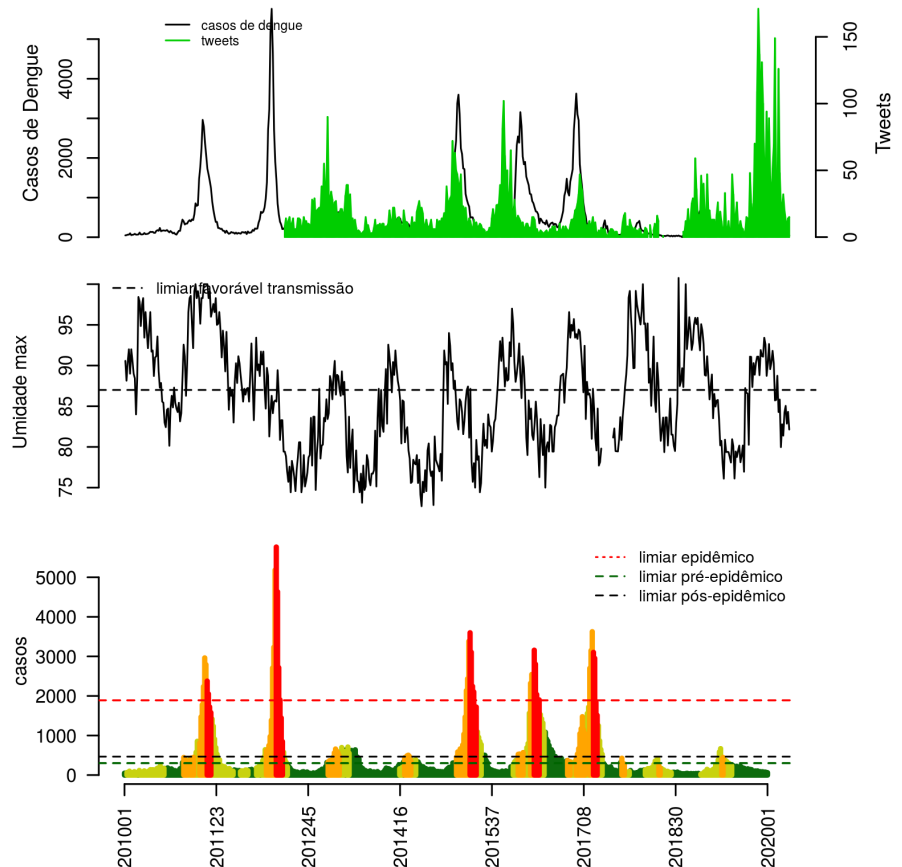 casos de dengue
tweets
Casos de Dengue
0
2000
4000
Tweets
0
50
100
150
limiar favorável transmissão
Umidade max
75
80
85
90
95
limiar epidêmico
limiar pré-epidêmico
limiar pós-epidêmico
casos
0
1000
2000
3000
4000
5000
201001
201123
201245
201416
201537
201708
201830
202001